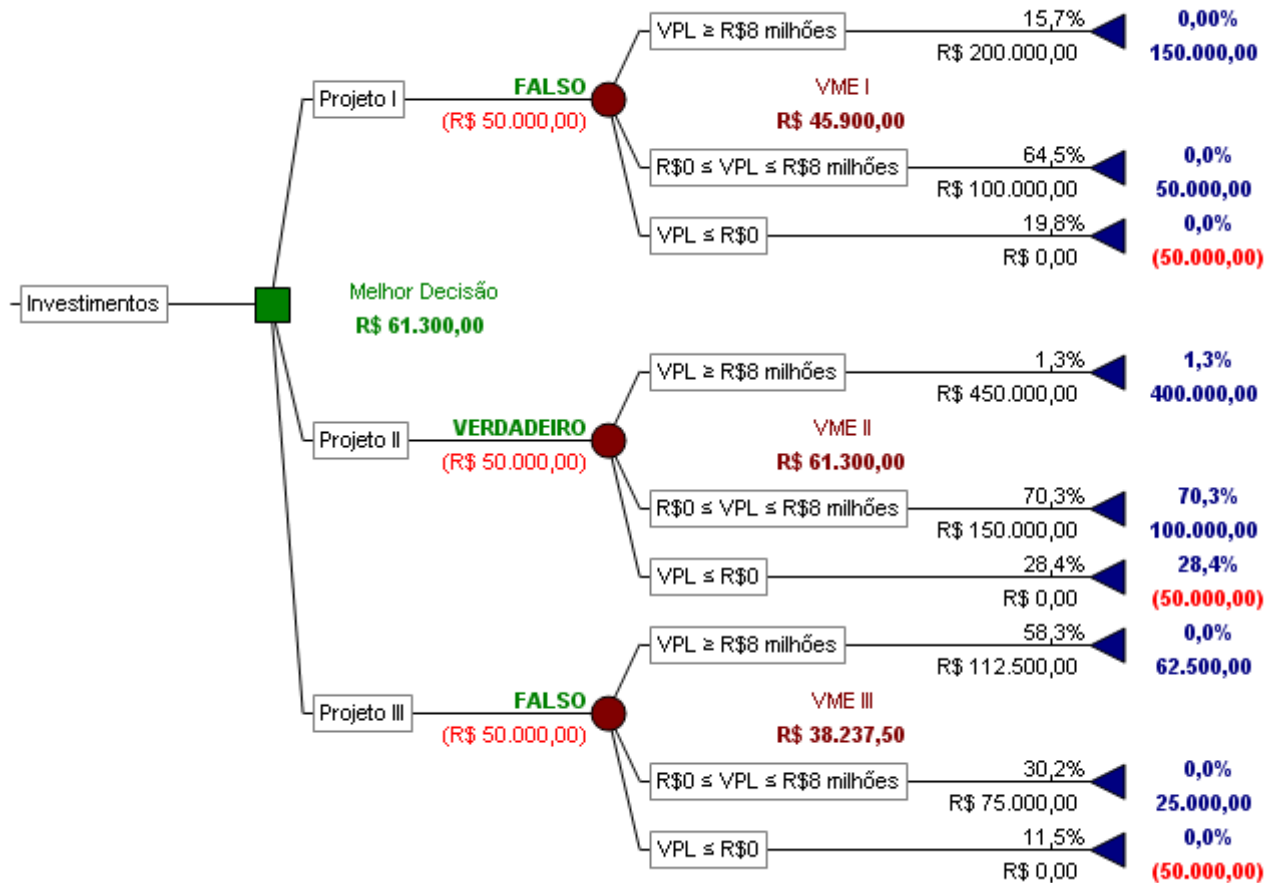 VPL ≥ R$8 milhões
15,7%
0,00%
R$ 200.000,00
150.000,00
Projeto I
FALSO
(R$ 50.000,00)
VME I
R$ 45.900,00
R$0 ≤ VPL ≤ R$8 milhões
64,5%
0,0%
R$ 100.000,00
50.000,00
VPL ≤ R$0
19,8%
0,0%
R$ 0,00
(50.000,00)
Investimentos
Melhor Decisão
R$ 61.300,00
VPL ≥ R$8 milhões
1,3%
1,3%
R$ 450.000,00
400.000,00
Projeto II
VERDADEIRO
(R$ 50.000,00)
VME II
R$ 61.300,00
R$0 ≤ VPL ≤ R$8 milhões
70,3%
70,3%
R$ 150.000,00
100.000,00
VPL ≤ R$0
28,4%
28,4%
R$ 0,00
(50.000,00)
VPL ≥ R$8 milhões
58,3%
0,0%
R$ 112.500,00
62.500,00
Projeto III
FALSO
(R$ 50.000,00)
VME III
R$ 38.237,50
R$0 ≤ VPL ≤ R$8 milhões
30,2%
0,0%
R$ 75.000,00
25.000,00
VPL ≤ R$0
11,5%
0,0%
R$ 0,00
(50.000,00)